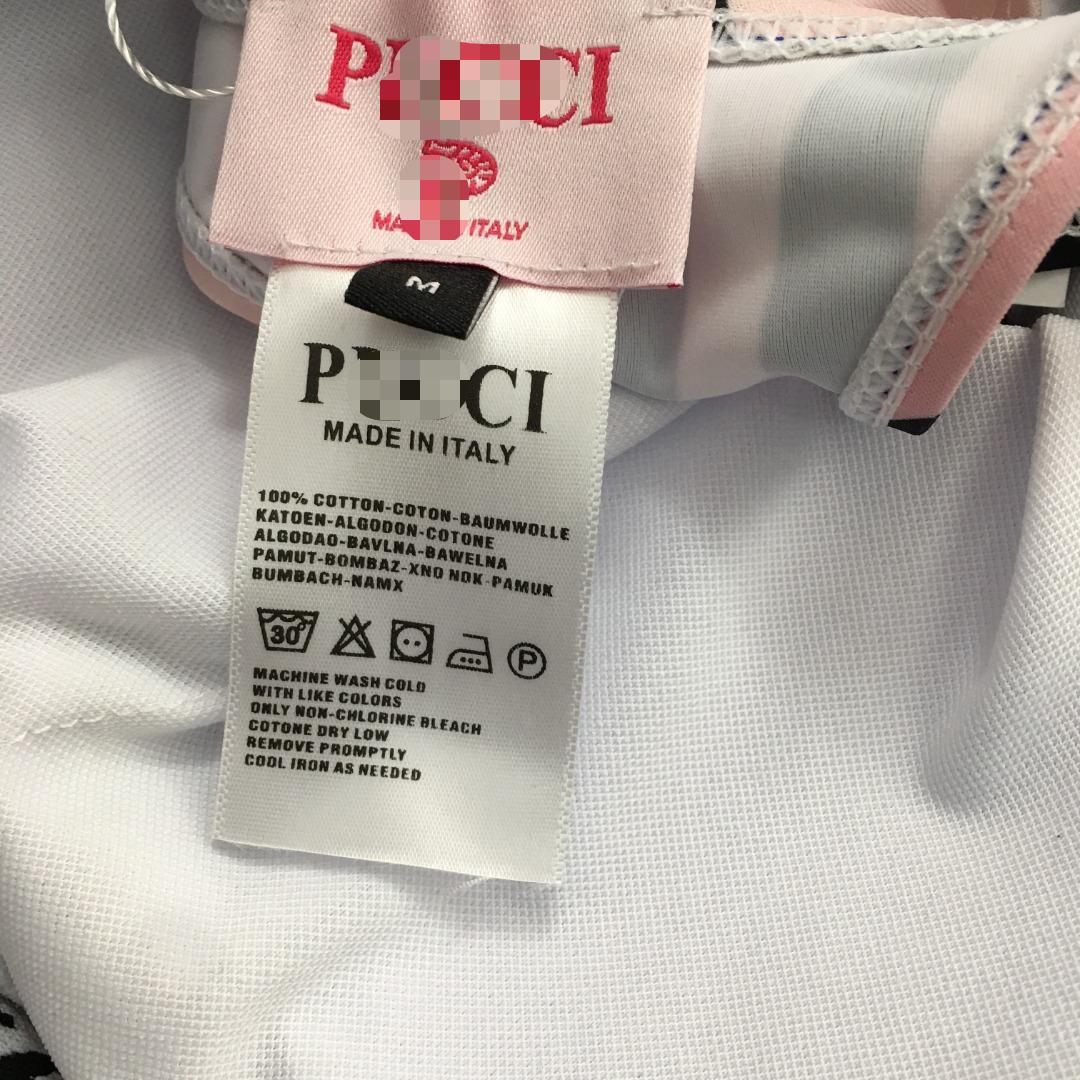 ITALY
M
MADE IN ITALY
100% COTTON-COTON-BAUMWOLLE
KATOEN-ALGODON-COTONE
ALGODAO-BAVLNA-BAWELNA
PAMUT-BOMBAZ-XNO NOK-PAMUK
BUMBACH-NAMX
30°
P
MACHINE WASH COLD
WITH LIKE COLORS
ONLY NON-CHLORINE BLEACH
COTONE DRY LOW
REMOVE PROMPTLY
COOL IRON AS NEEDED